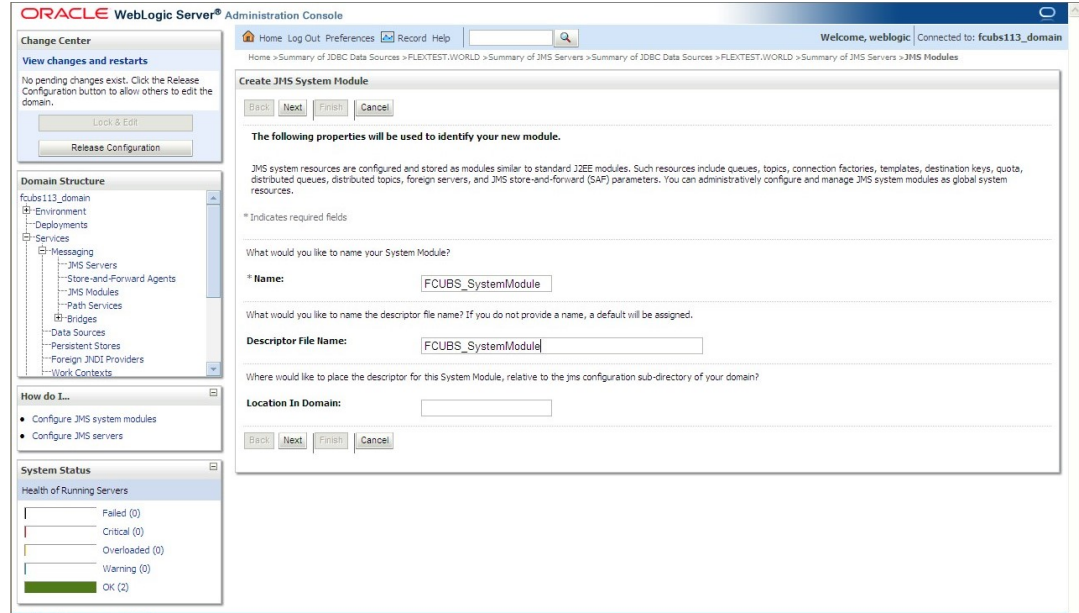 ORACLE WebLogic Server® Administration Console
Change Center
View changes and restarts
No pending changes exist. Click the Release
Configuration button to allow others to edit the
domain.
Lock & Edit
Release Configuration
Domain Structure
fcubs113_domain
Environment
Deployments
Services
Messaging
JMS Servers
Store-and-Forward Agents
JMS Modules
Path Services
Bridges
Data Sources
Persistent Stores
Foreign JNDI Providers
Work Contexts
How do I...
Configure JMS system modules
Configure JMS servers
System Status
Health of Running Servers
Failed (0)
Critical (0)
Overloaded (0)
Warning (0)
OK (2)
Home Log Out Preferences Record Help
Welcome, weblogic Connected to: fcubs113_domain
Home >Summary of JDBC Data Sources >FLEXTEST.WORLD >Summary of JMS Servers >Summary of JDBC Data Sources >FLEXTEST.WORLD >Summary of JMS Servers >JMS Modules
Create JMS System Module
Back Next Finish Cancel
The following properties will be used to identify your new module.
JMS system resources are configured and stored as modules similar to standard J2EE modules. Such resources include queues, topics, connection factories, templates, destination keys, quota,
distributed queues, distributed topics, foreign servers, and JMS store-and-forward (SAF) parameters. You can administratively configure and manage JMS system modules as global system
resources.
* Indicates required fields
What would you like to name your System Module?
* Name: FCUBS_SystemModule
What would you like to name the descriptor file name? If you do not provide a name, a default will be assigned.
Descriptor File Name: FCUBS_SystemModule
Where would like to place the descriptor for this System Module, relative to the jms configuration sub-directory of your domain?
Location In Domain:
Back Next Finish Cancel